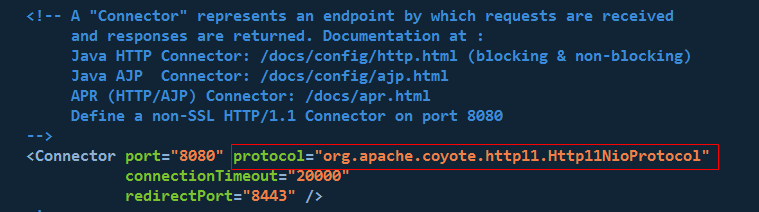 <!-- A "Connector" represents an endpoint by which requests are received
and responses are returned. Documentation at :
Java HTTP Connector: /docs/config/http.html (blocking & non-blocking)
Java AJP  Connector: /docs/config/ajp.html
APR (HTTP/AJP) Connector: /docs/apr.html
Define a non-SSL HTTP/1.1 Connector on port 8080
-->
<Connector port="8080" protocol="org.apache.coyote.http11.Http11NioProtocol"
connectionTimeout="20000"
redirectPort="8443" />